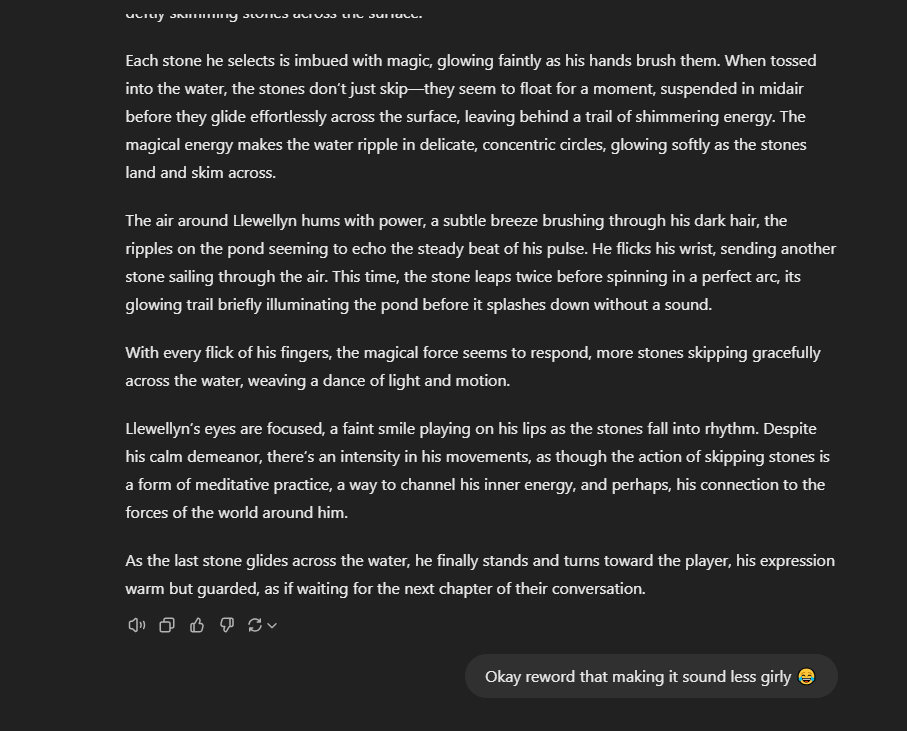 deftly skimming stones across the surface.
Each stone he selects is imbued with magic, glowing faintly as his hands brush them. When tossed
into the water, the stones don’t just skip—they seem to float for a moment, suspended in midair
before they glide effortlessly across the surface, leaving behind a trail of shimmering energy. The
magical energy makes the water ripple in delicate, concentric circles, glowing softly as the stones
land and skim across.
The air around Llewellyn hums with power, a subtle breeze brushing through his dark hair, the
ripples on the pond seeming to echo the steady beat of his pulse. He flicks his wrist, sending another
stone sailing through the air. This time, the stone leaps twice before spinning in a perfect arc, its
glowing trail briefly illuminating the pond before it splashes down without a sound.
With every flick of his fingers, the magical force seems to respond, more stones skipping gracefully
across the water, weaving a dance of light and motion.
Llewellyn’s eyes are focused, a faint smile playing on his lips as the stones fall into rhythm. Despite
his calm demeanor, there’s an intensity in his movements, as though the action of skipping stones is
a form of meditative practice, a way to channel his inner energy, and perhaps, his connection to the
forces of the world around him.
As the last stone glides across the water, he finally stands and turns toward the player, his expression
warm but guarded, as if waiting for the next chapter of their conversation.
Okay reword that making it sound less girly 😂